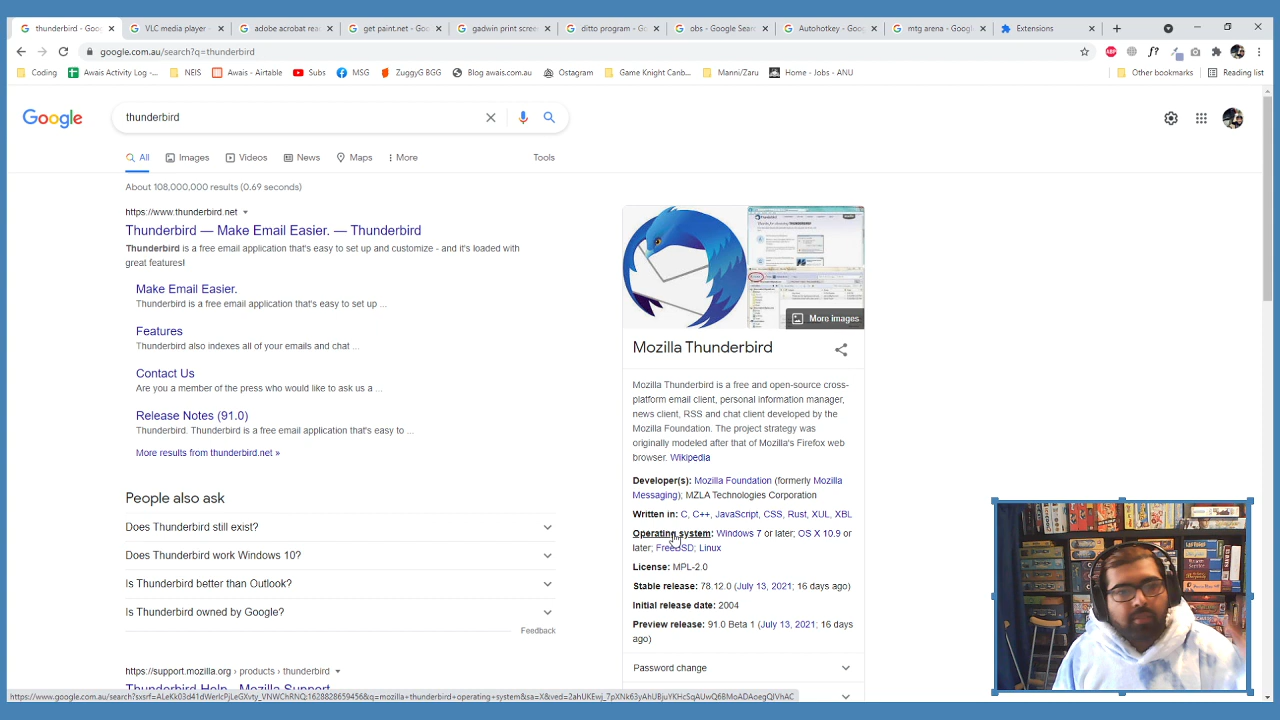 thunderbird - Goo
VLC media player -
adobe acrobat rea
get paint.net - Goo
gadwin print screen
ditto program - Goo
obs - Google Sear
Autohotkey - Goog
mtg arena - Googl
Extensions
google.com.au/search?q=thunderbird
Coding
Awais Activity Log -...
NEIS
Awais - Airtable
Subs
MSG
ZuggyG BGG
Blog awais.com.au
Ostagram
Game Knight Canb...
Manni/Zaru
Home - Jobs - ANU
Other bookmarks
Reading list
Google
thunderbird
All
Images
Videos
News
Maps
More
Tools
About 108,000,000 results (0.69 seconds)
https://www.thunderbird.net
Thunderbird — Make Email Easier. — Thunderbird
Thunderbird is a free email application that's easy to set up and customize - and it's loaded with
great features!
Make Email Easier.
Thunderbird is a free email application that's easy to set up ...
Features
Thunderbird also indexes all of your emails and chat ...
Contact Us
Are you a member of the press who would like to ask us a ...
Release Notes (91.0)
Thunderbird. Thunderbird is a free email application that's easy to ...
More results from thunderbird.net »
People also ask
Does Thunderbird still exist?
Does Thunderbird work Windows 10?
Is Thunderbird better than Outlook?
Is Thunderbird owned by Google?
Feedback
https://support.mozilla.org › products › thunderbird
Thunderbird Help - Mozilla Support
More images
Mozilla Thunderbird
Mozilla Thunderbird is a free and open-source cross-
platform email client, personal information manager,
news client, RSS and chat client developed by the
Mozilla Foundation. The project strategy was
originally modeled after that of Mozilla's Firefox web
browser. Wikipedia
Developer(s): Mozilla Foundation (formerly Mozilla
Messaging); MZLA Technologies Corporation
Written in: C, C++, JavaScript, CSS, Rust, XUL, XBL
Operating system: Windows 7 or later; OS X 10.9 or
later; FreeBSD; Linux
License: MPL-2.0
Stable release: 78.12.0 (July 13, 2021; 16 days ago)
Initial release date: 2004
Preview release: 91.0 Beta 1 (July 13, 2021; 16 days
ago)
Password change